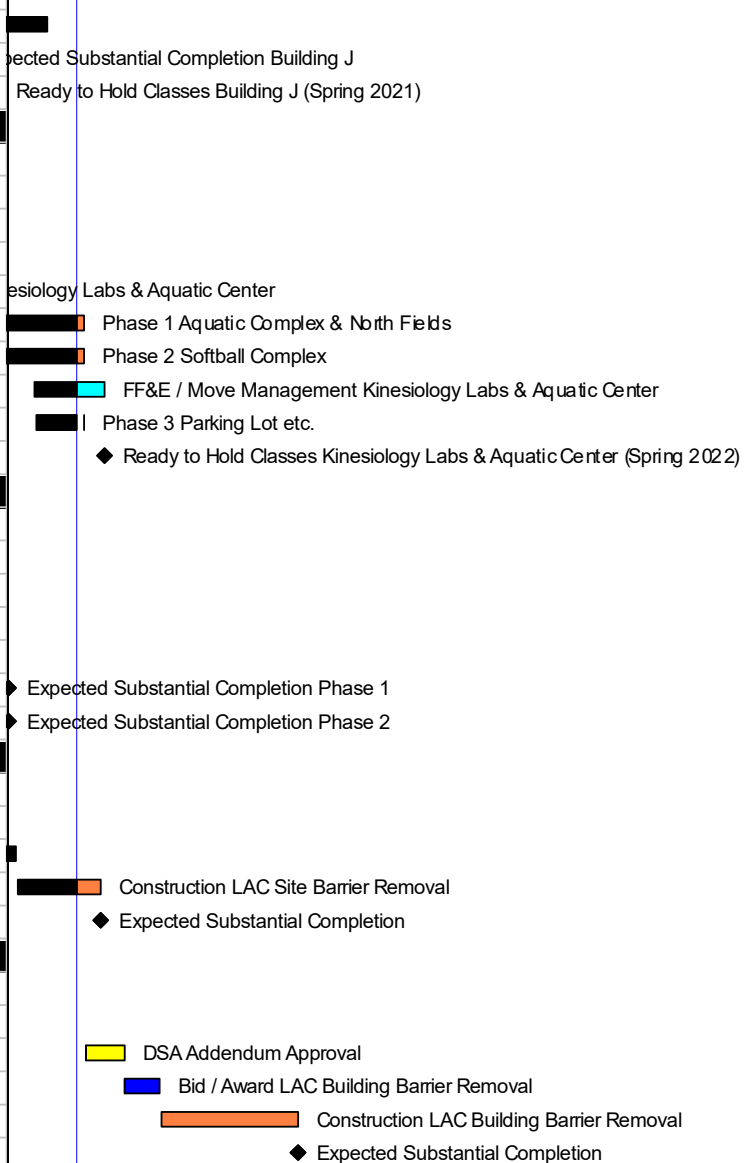 pected Substantial Completion Building J
Ready to Hold Classes Building J (Spring 2021)
esiology Labs & Aquatic Center
Phase 1 Aquatic Complex & North Fields
Phase 2 Softball Complex
FF&E / Move Management Kinesiology Labs & Aquatic Center
Phase 3 Parking Lot etc.
Ready to Hold Classes Kinesiology Labs & Aquatic Center (Spring 2022)
Expected Substantial Completion Phase 1
Expected Substantial Completion Phase 2
Construction LAC Site Barrier Removal
Expected Substantial Completion
DSA Addendum Approval
Bid / Award LAC Building Barrier Removal
Construction LAC Building Barrier Removal
Expected Substantial Completion